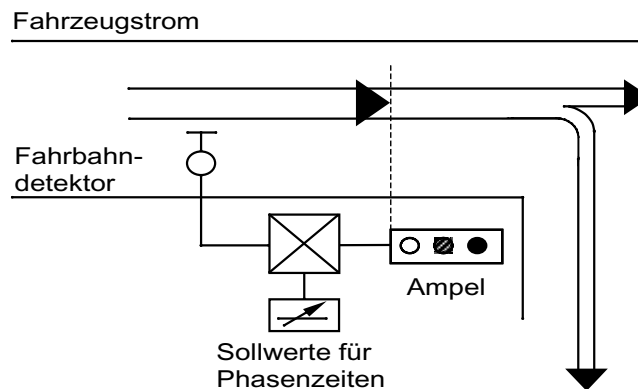 Fahrzeugstrom
Fahrbahn-
detektor
Ampel
Sollwerte für
Phasenzeiten